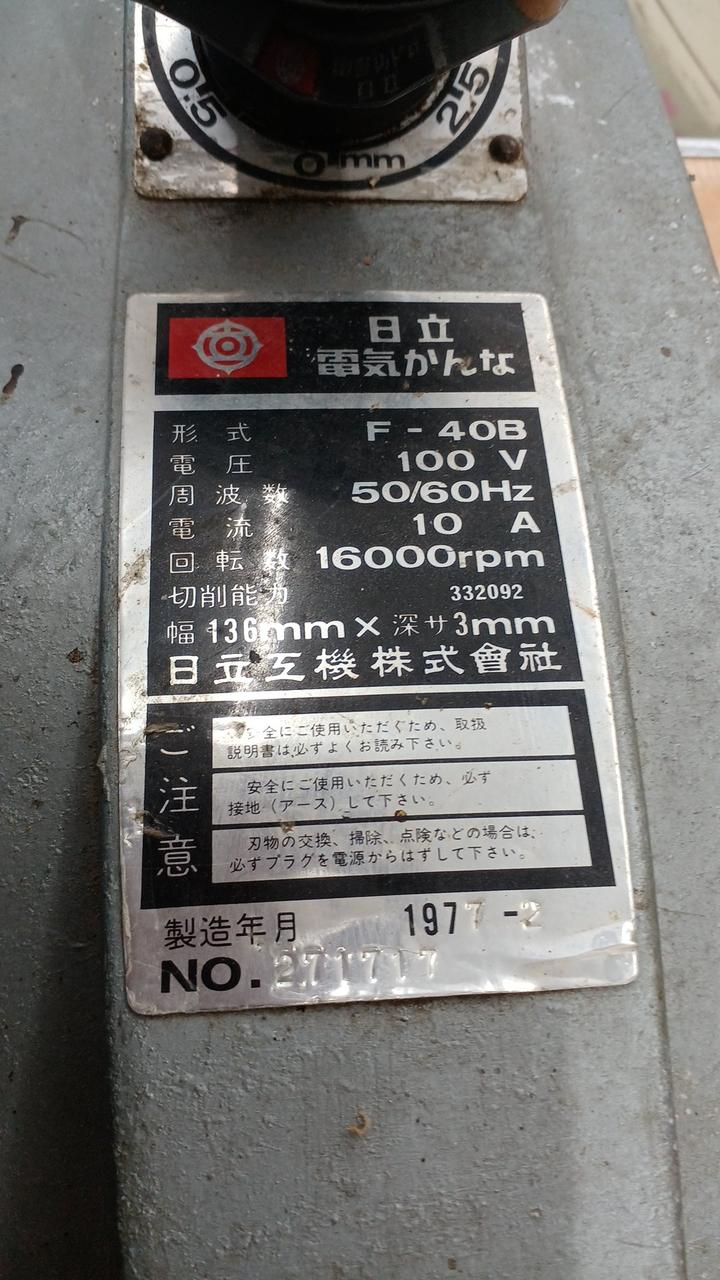 0.5 0 mm 2.5
日立
電気かんな
形式 F-40B
電圧 100 V
周波数 50/60Hz
電流 10 A
回転数 16000rpm
切削能力 332092
幅 136mm×深サ3mm
日立工機株式會社
ご注意
安全にご使用いただくため、取扱
説明書は必ずよくお読み下さい。
安全にご使用いただくため、必ず
接地(アース)して下さい。
刃物の交換、掃除、点険などの場合は、
必ずプラグを電源からはずして下さい。
製造年月 1977-2
NO. 271717